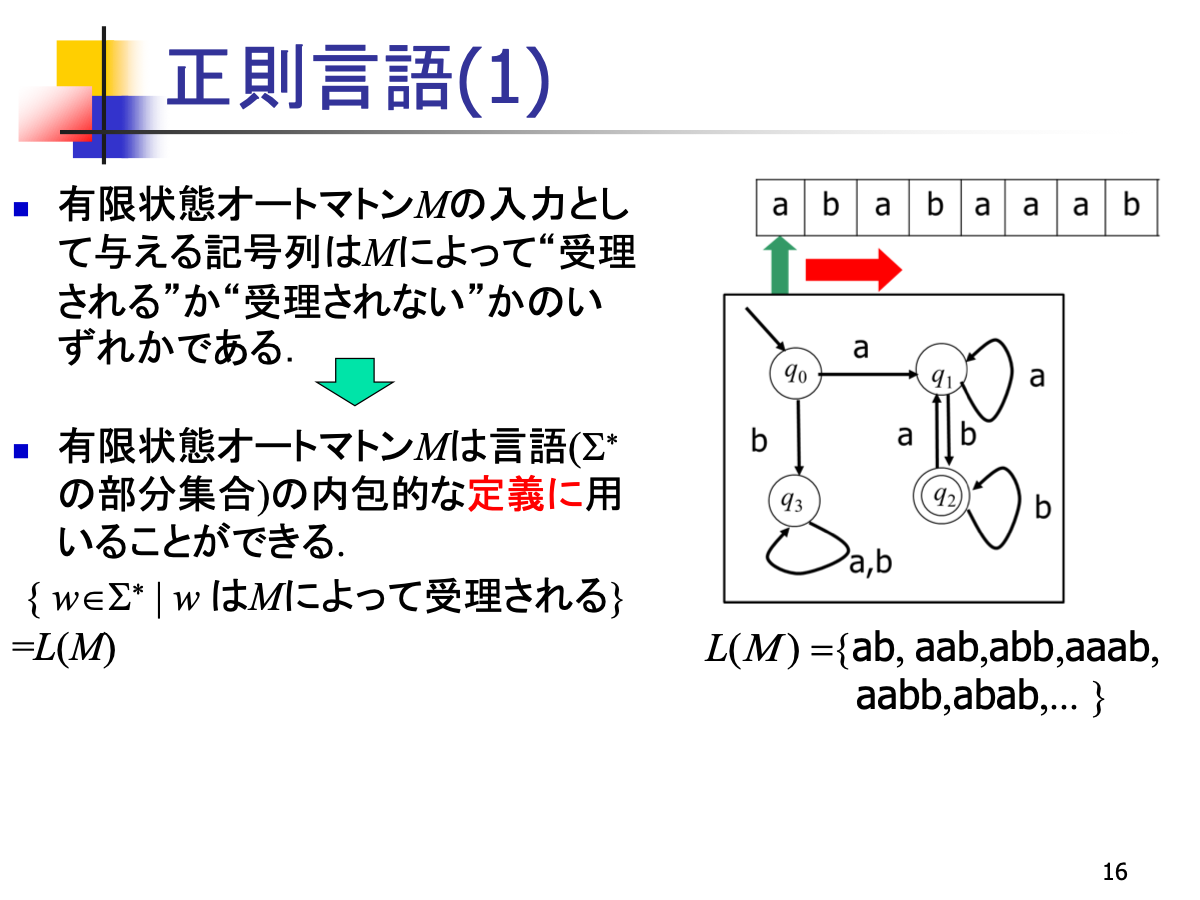 正則言語(1)
有限状態オートマトンMの入力とし
て与える記号列はMによって“受理
される”か“受理されない”かのい
ずれかである.
有限状態オートマトンMは言語(Σ*
の部分集合)の内包的な定義に用
いることができる.
{ w∈Σ* | w はMによって受理される}
=L(M)
a b a b a a a b
a
q0
q1
a
b
a
b
q3
q2
b
a,b
L(M) ={ab, aab,abb,aaab,
aabb,abab,... }
16